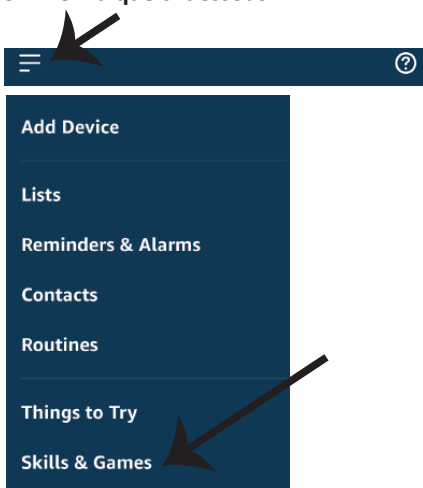 ?
Add Device
Lists
Reminders & Alarms
Contacts
Routines
Things to Try
Skills & Games